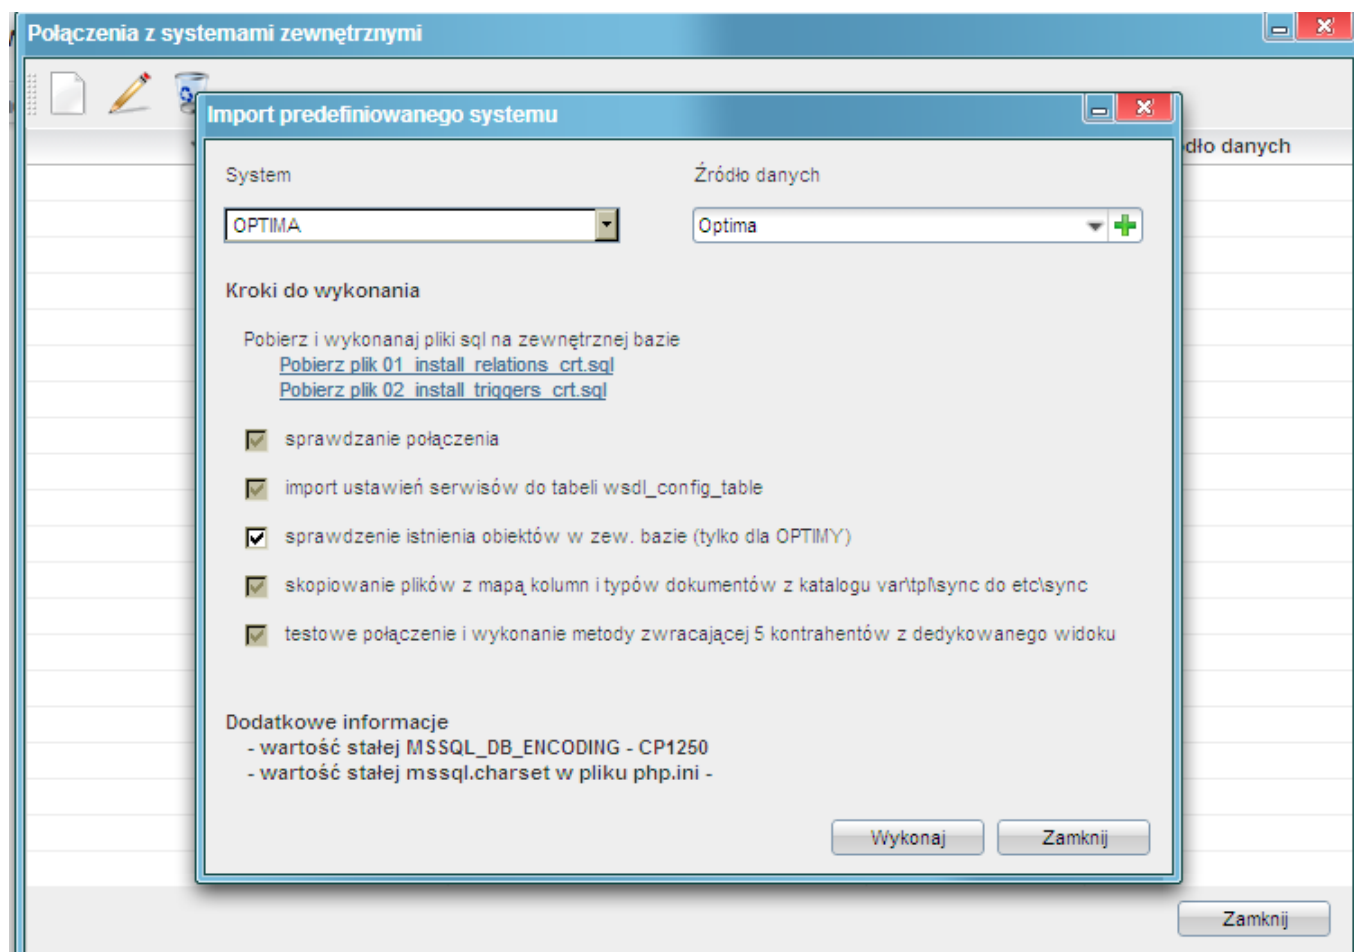 Połączenia z systemami zewnętrznymi
Import predefiniowanego systemu
dło danych
System
Źródło danych
OPTIMA
Optima
Kroki do wykonania
Pobierz i wykonanaj pliki sql na zewnętrznej bazie
Pobierz plik 01_install_relations_crt.sql
Pobierz plik 02_install_triggers_crt.sql
sprawdzanie połączenia
import ustawień serwisów do tabeli wsdl_config_table
sprawdzenie istnienia obiektów w zew. bazie (tylko dla OPTIMY)
skopiowanie plików z mapą kolumn i typów dokumentów z katalogu var\tpl\sync do etc\sync
testowe połączenie i wykonanie metody zwracającej 5 kontrahentów z dedykowanego widoku
Dodatkowe informacje
- wartość stałej MSSQL_DB_ENCODING - CP1250
- wartość stałej mssql.charset w pliku php.ini -
Wykonaj
Zamknij
Zamknij